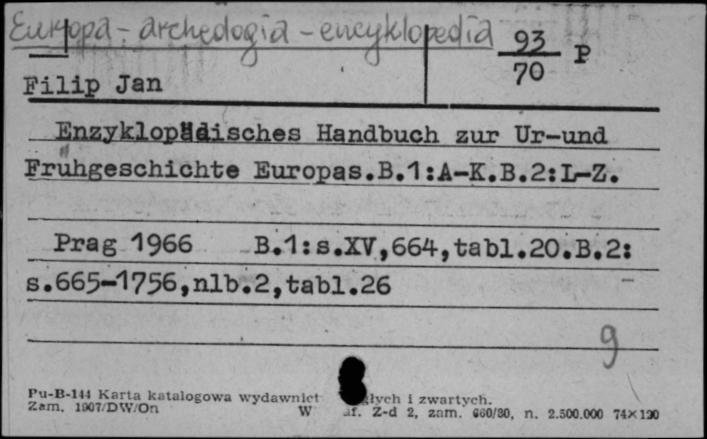 Europa - archeologia - encyklopedia
93
70 P
Filip Jan
Enzyklopädisches Handbuch zur Ur-und
Frühgeschichte Europas.B.1:A-K.B.2:L-Z.
Prag 1966 B.1:s.XV,664,tabl.20.B.2:
s.665-1756,nlb.2,tabl.26
9
Pu-B-144 Karta katalogowa wydawnict i zwartych.
Zam. 1907/DW/On W Z-d 2, zam. 660/80, n. 2.500.000 74×120